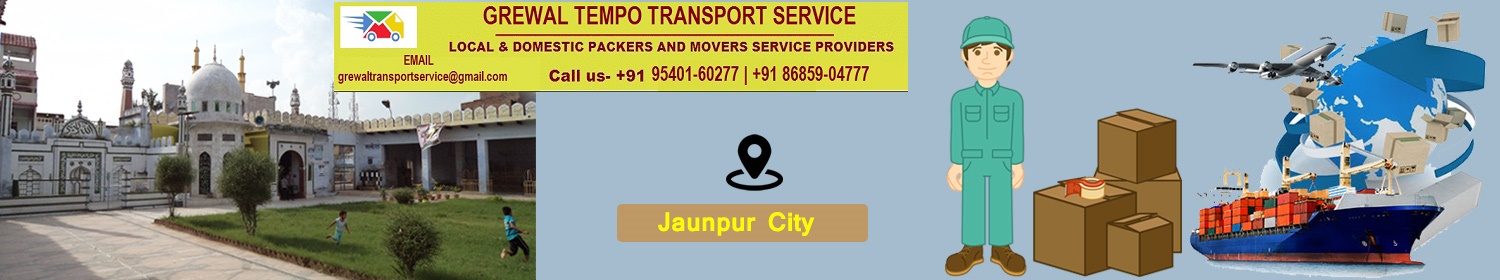 GREWAL TEMPO TRANSPORT SERVICE
LOCAL & DOMESTIC PACKERS AND MOVERS SERVICE PROVIDERS
EMAIL
grewaltransportservice@gmail.com
Call us- +91 95401-60277 | +91 86859-04777
Jaunpur City